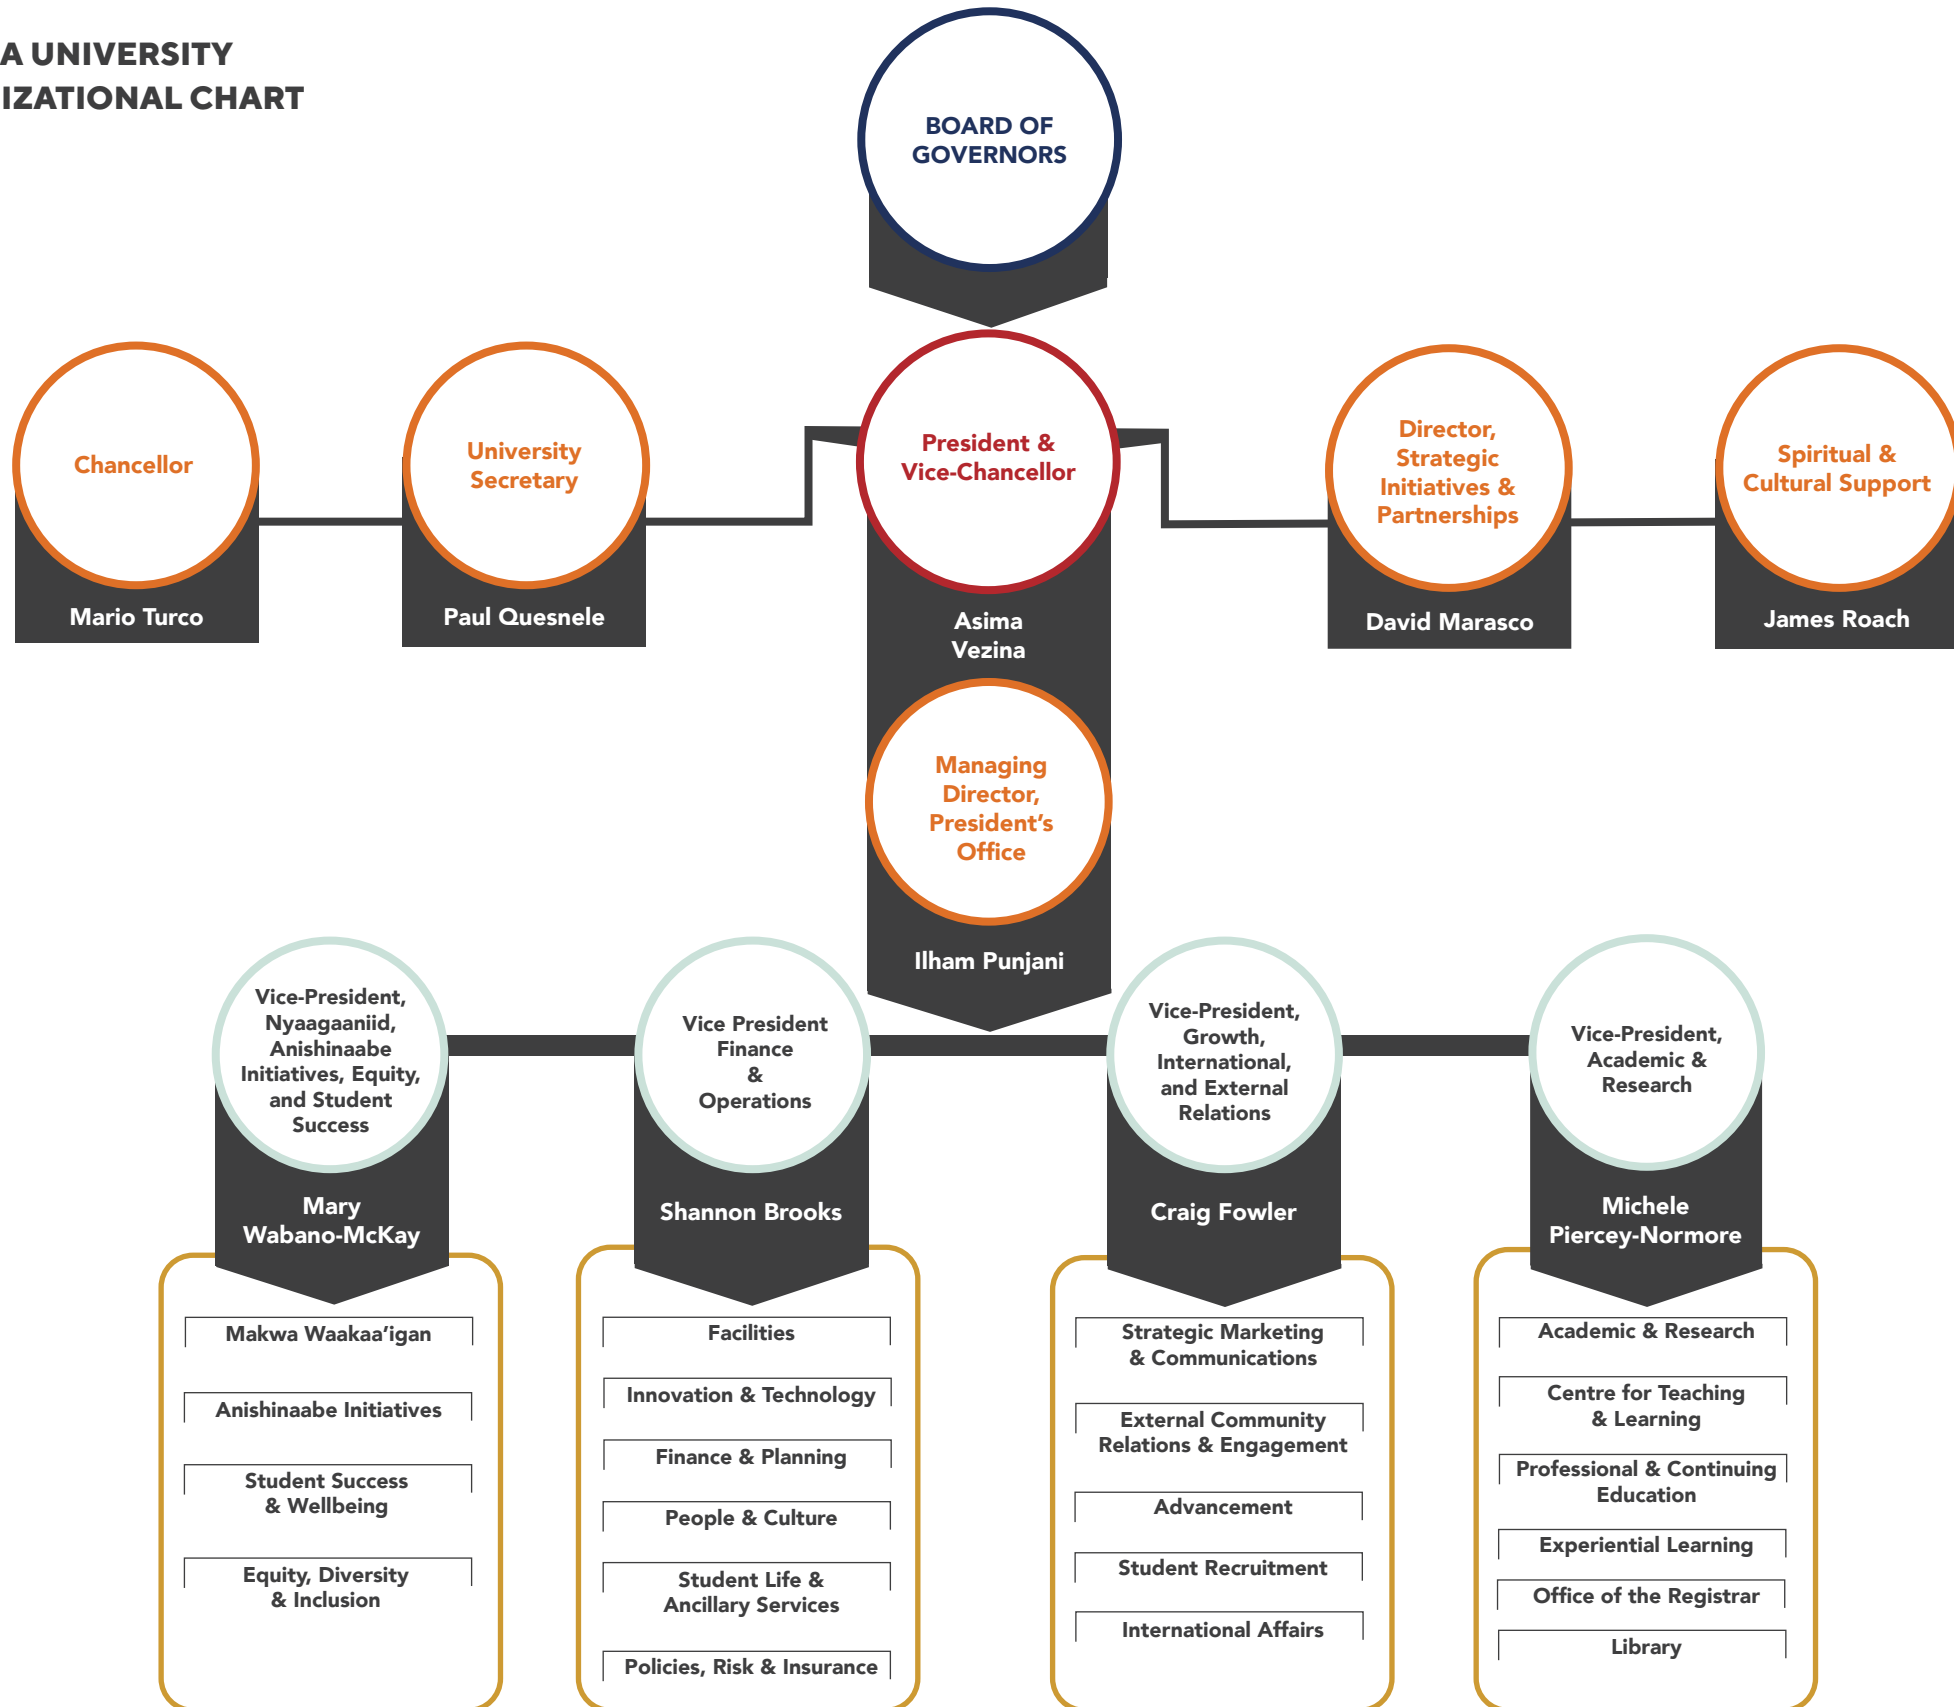 A UNIVERSITY
IZATIONAL CHART
BOARD OF
GOVERNORS
Chancellor
Mario Turco
University
Secretary
Paul Quesnele
President &
Vice-Chancellor
Asima
Vezina
Director,
Strategic
Initiatives &
Partnerships
David Marasco
Spiritual &
Cultural Support
James Roach
Managing
Director,
President’s
Office
Ilham Punjani
Vice-President,
Nyaagaaniid,
Anishinaabe
Initiatives, Equity,
and Student
Success
Mary
Wabano-McKay
Makwa Waakaa’igan
Anishinaabe Initiatives
Student Success
& Wellbeing
Equity, Diversity
& Inclusion
Vice President
Finance
&
Operations
Shannon Brooks
Facilities
Innovation & Technology
Finance & Planning
People & Culture
Student Life &
Ancillary Services
Policies, Risk & Insurance
Vice-President,
Growth,
International,
and External
Relations
Craig Fowler
Strategic Marketing
& Communications
External Community
Relations & Engagement
Advancement
Student Recruitment
International Affairs
Vice-President,
Academic &
Research
Michele
Piercey-Normore
Academic & Research
Centre for Teaching
& Learning
Professional & Continuing
Education
Experiential Learning
Office of the Registrar
Library